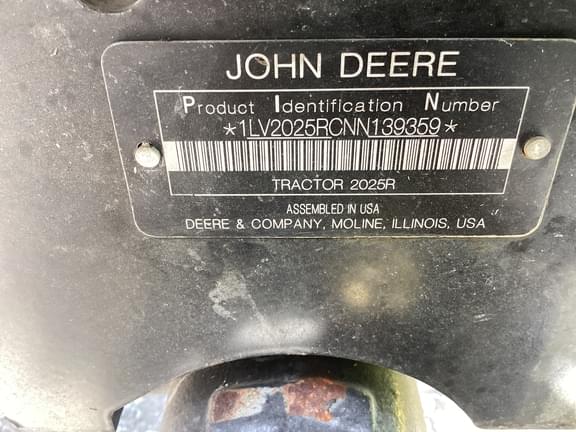 JOHN DEERE
Product Identification Number
*1LV2025RCNN139359*
TRACTOR 2025R
ASSEMBLED IN USA
DEERE & COMPANY, MOLINE, ILLINOIS, USA